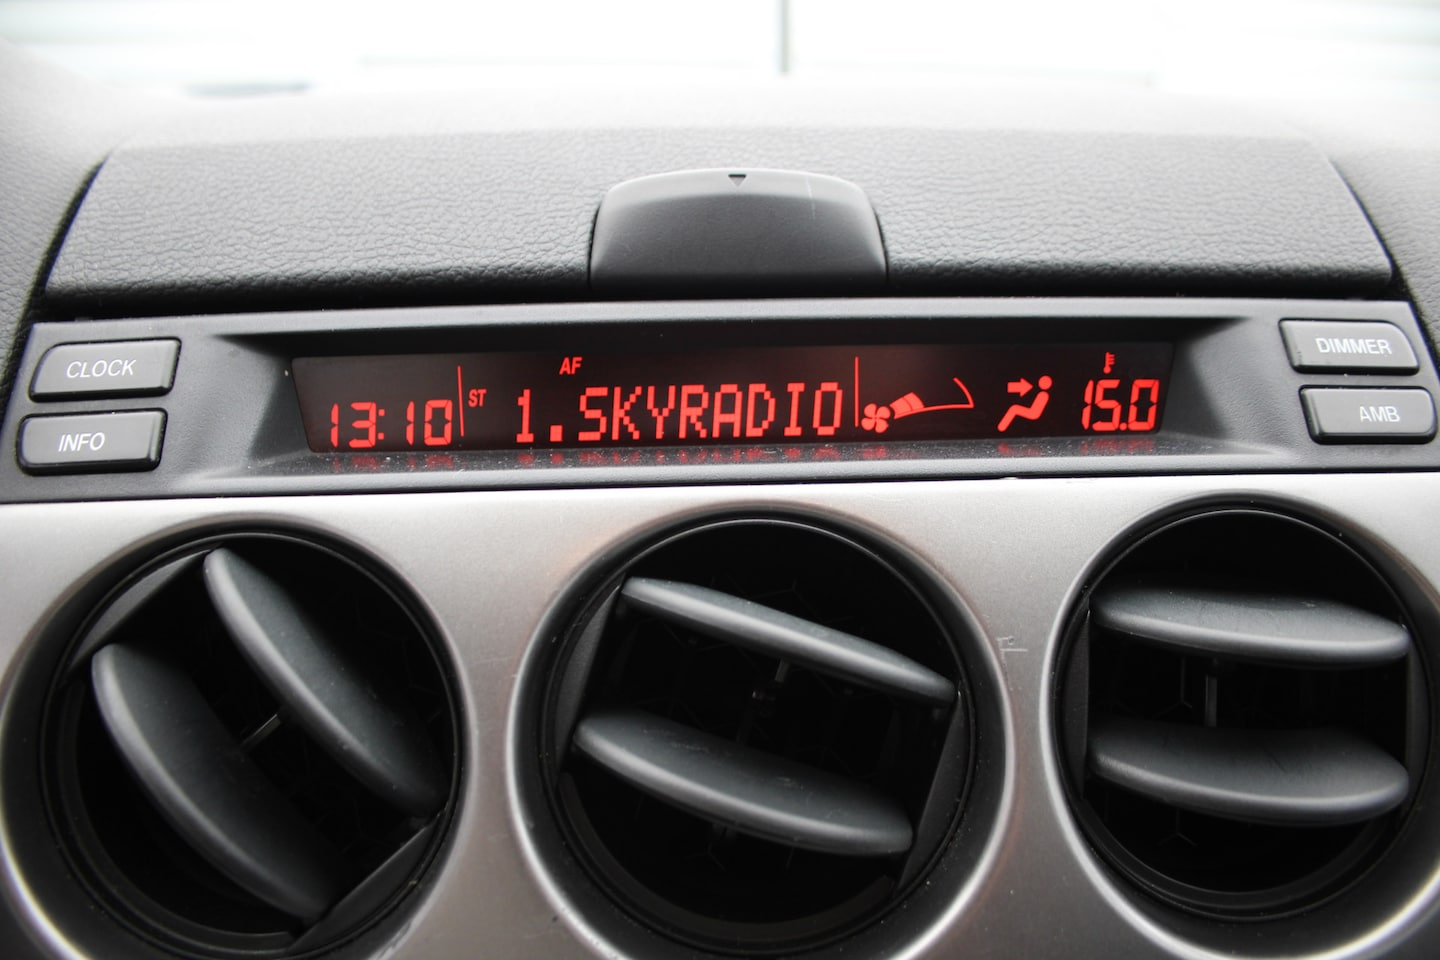 CLOCK
INFO
13:10
ST
AF
1.SKYRADIO
15.0
DIMMER
AMB